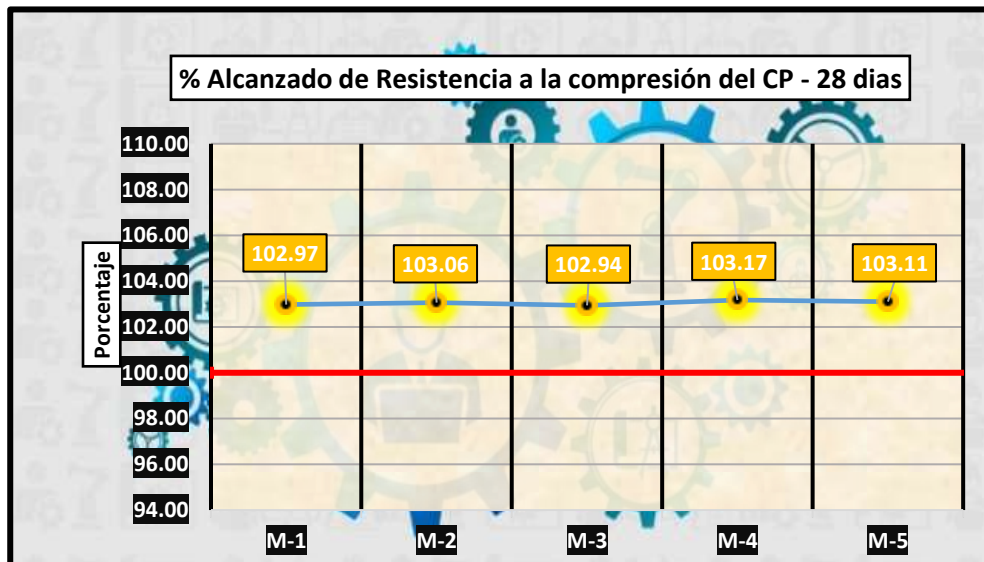 % Alcanzado de Resistencia a la compresión del CP - 28 dias
Porcentaje
110.00
108.00
106.00
104.00
102.00
100.00
98.00
96.00
94.00
102.97
103.06
102.94
103.17
103.11
M-1
M-2
M-3
M-4
M-5